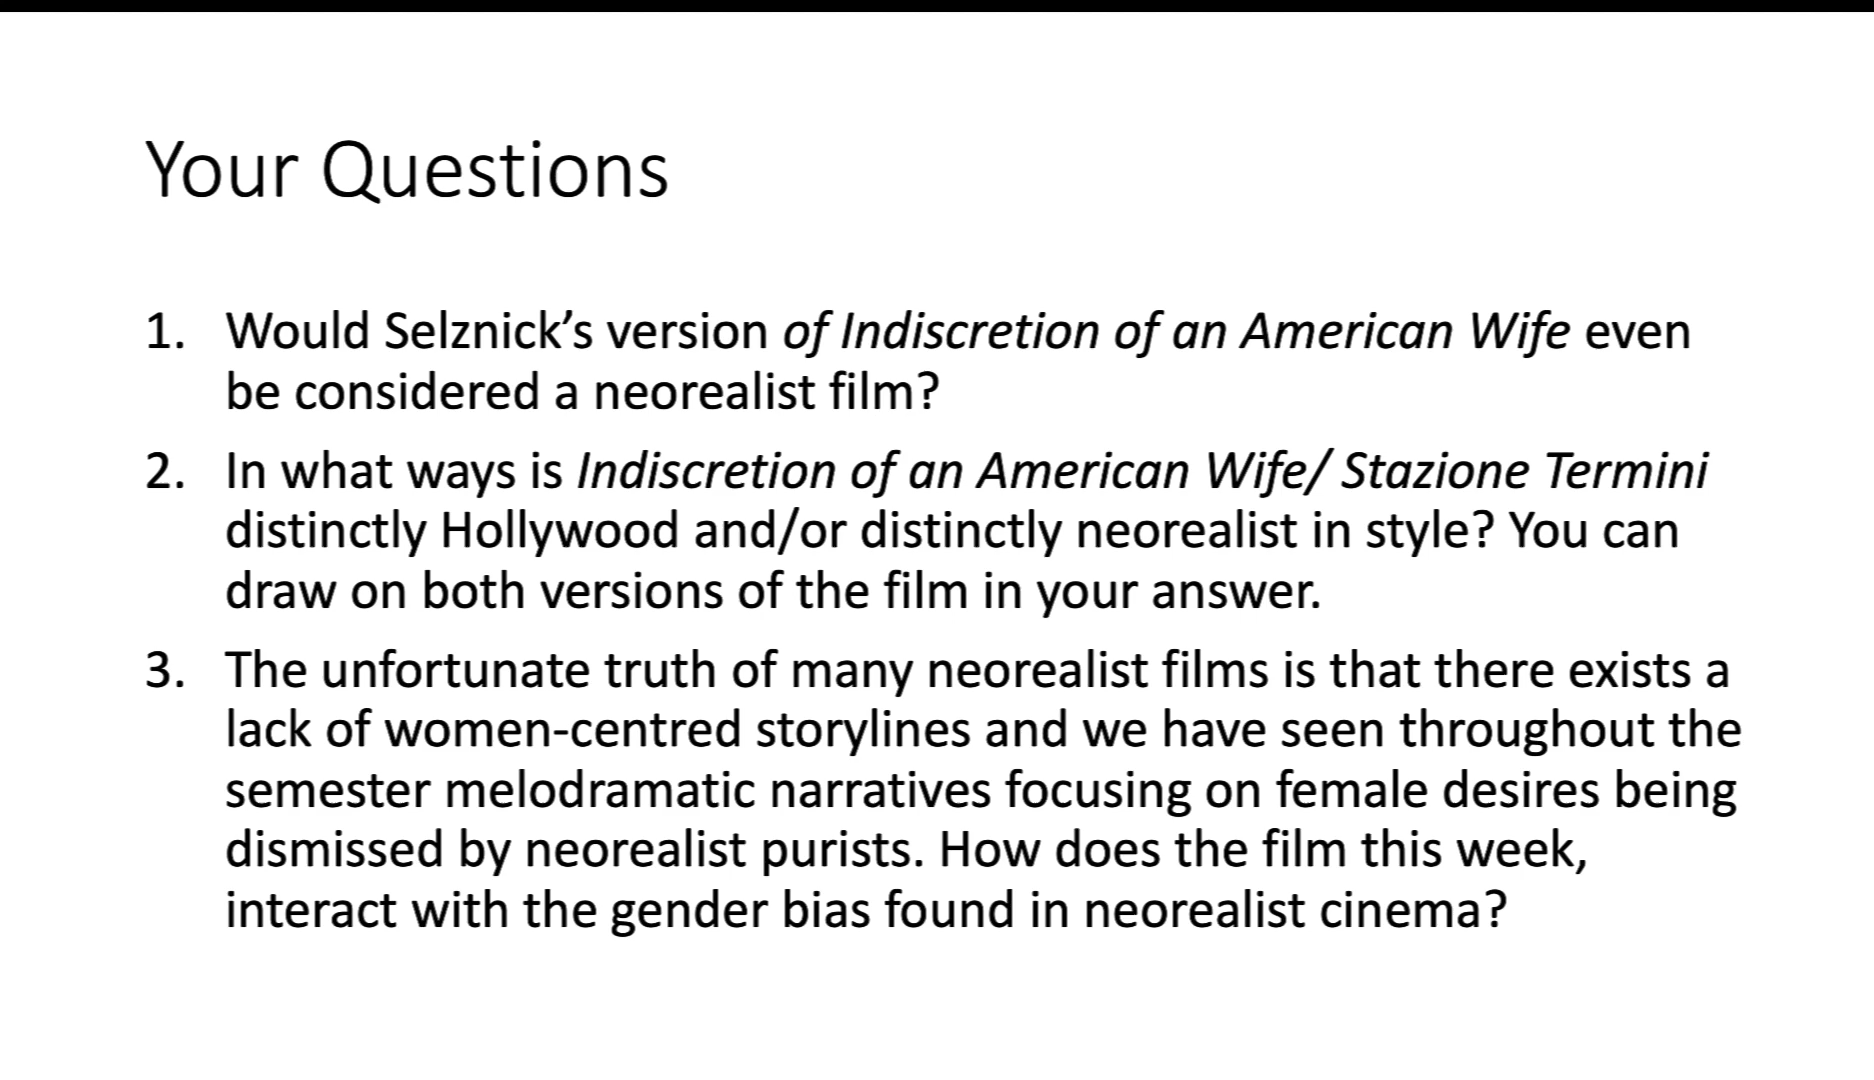 Your Questions
1. Would Selznick’s version of Indiscretion of an American Wife even
be considered a neorealist film?
2. In what ways is Indiscretion of an American Wife/ Stazione Termini
distinctly Hollywood and/or distinctly neorealist in style? You can
draw on both versions of the film in your answer.
3. The unfortunate truth of many neorealist films is that there exists a
lack of women-centred storylines and we have seen throughout the
semester melodramatic narratives focusing on female desires being
dismissed by neorealist purists. How does the film this week,
interact with the gender bias found in neorealist cinema?